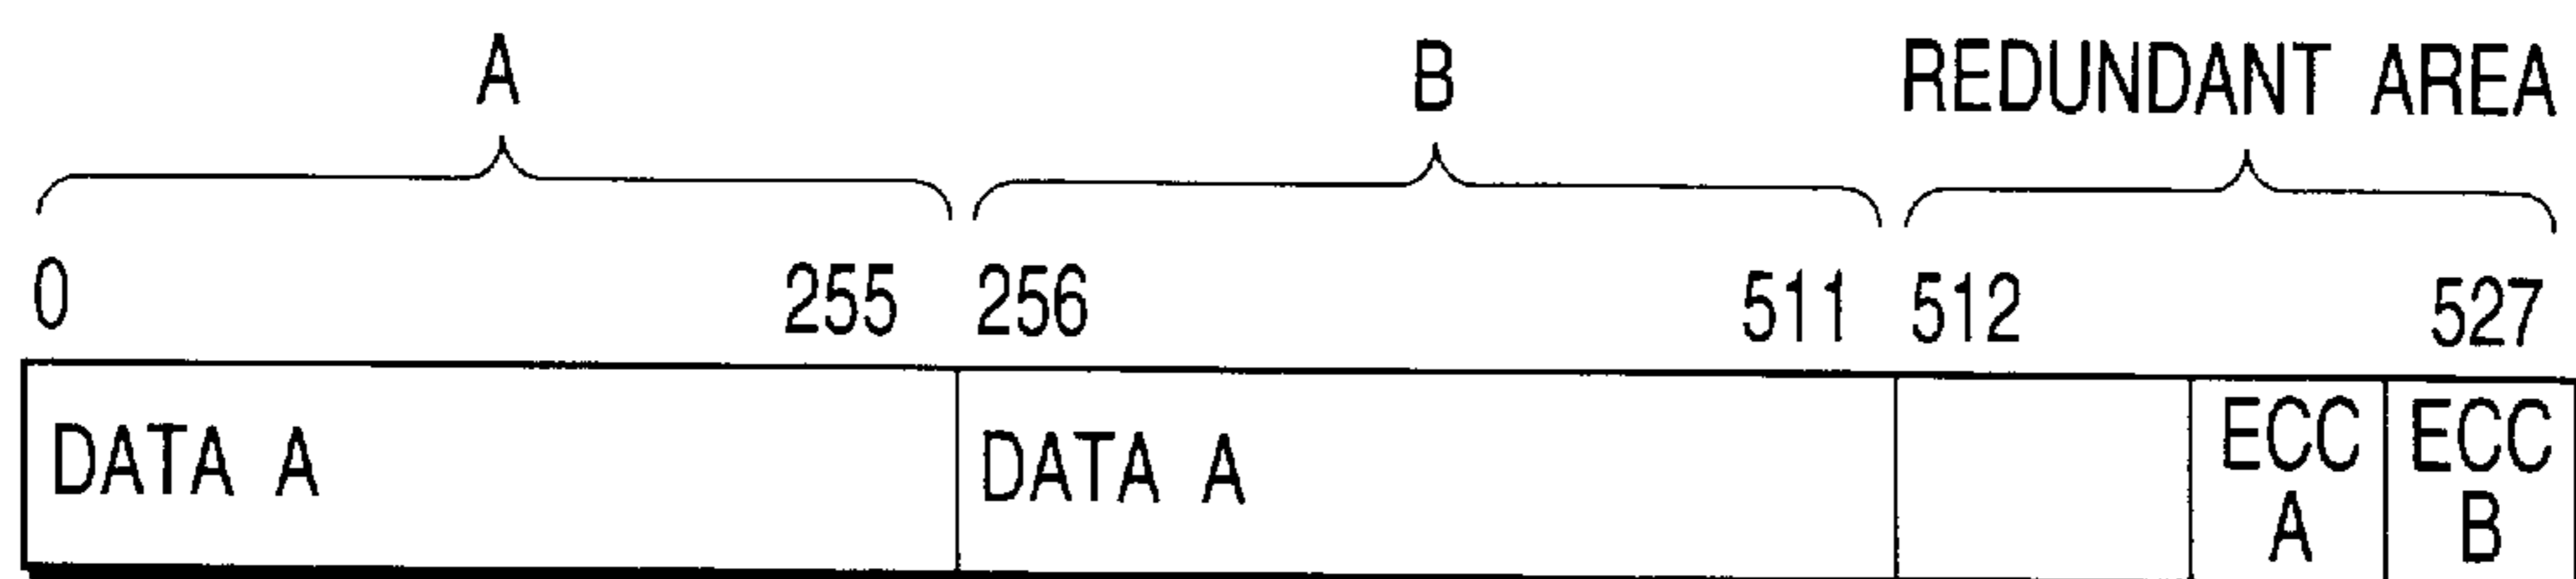 A B REDUNDANT AREA
0 255 256 511 512 527
DATA A DATA A ECC ECC
A B